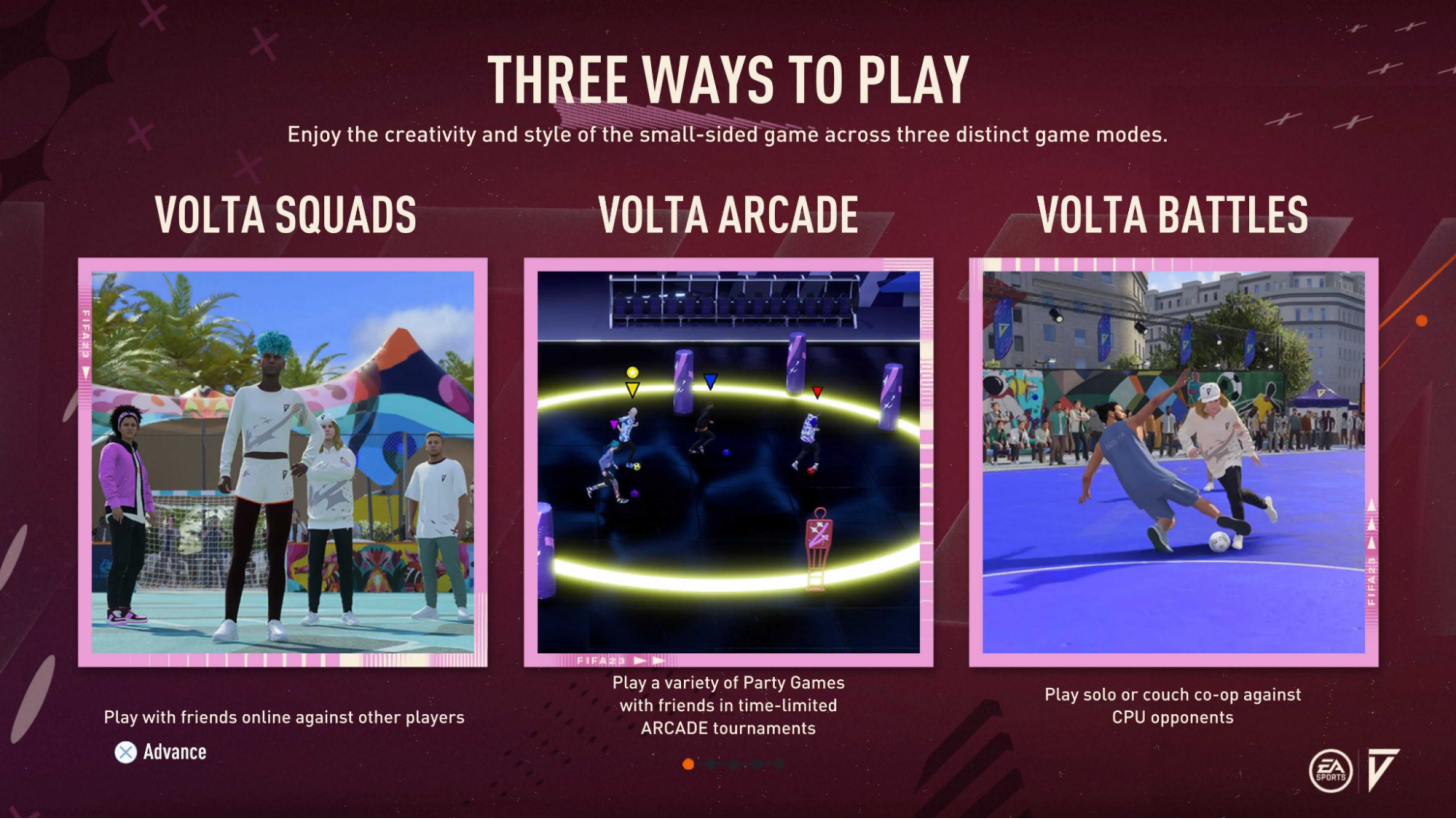 THREE WAYS TO PLAY
Enjoy the creativity and style of the small-sided game across three distinct game modes.
VOLTA SQUADS
VOLTA ARCADE
VOLTA BATTLES
FIFA23
FIFA23
FIFA23
Play with friends online against other players
Play a variety of Party Games
with friends in time-limited
ARCADE tournaments
Play solo or couch co-op against
CPU opponents
Advance
EA
SPORTS